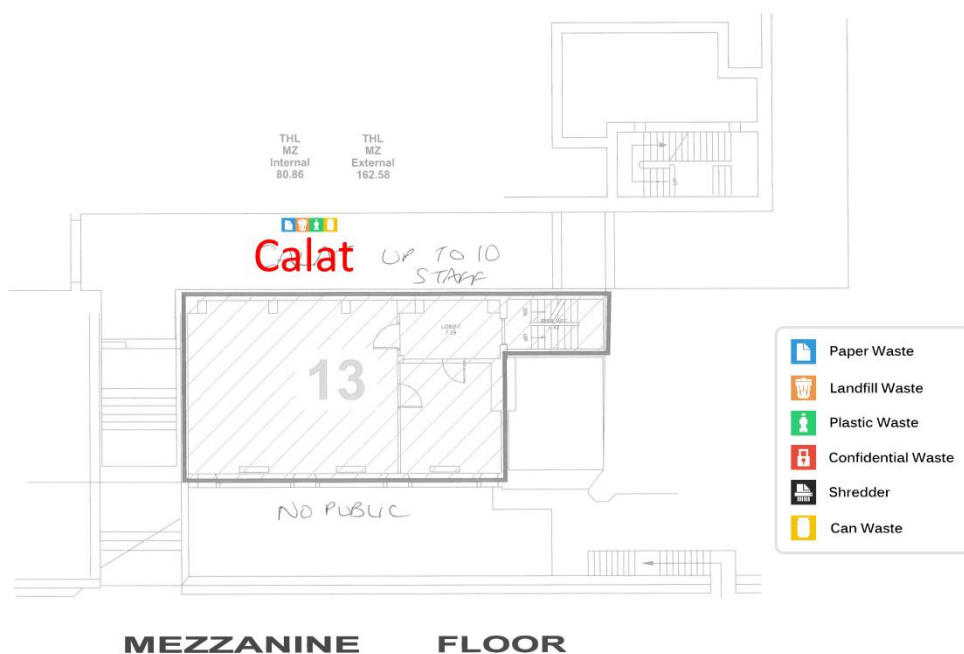 THL
MZ
Internal
80.86
THL
MZ
External
162.58
Calat
UP TO 10
STAFF
LOBBY
13
NO PUBLIC
Paper Waste
Landfill Waste
Plastic Waste
Confidential Waste
Shredder
Can Waste
MEZZANINE FLOOR